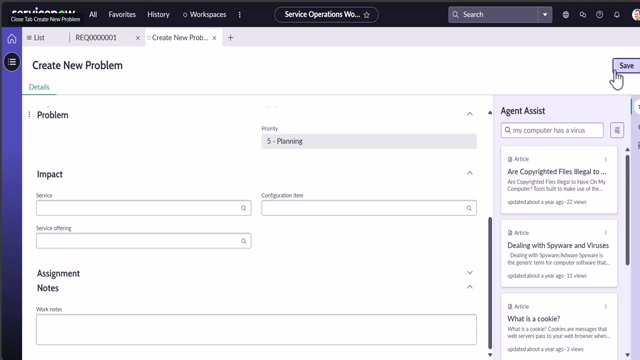 servicenow
Close Tab Create New Problem
All
Favorites
History
Workspaces
Service Operations Wo...
Search
List
REQ0000001
Create New Prob...
Create New Problem
Save
Details
Problem
Priority
5 - Planning
Impact
Service
Configuration item
Service offering
Assignment
Notes
Work notes
Agent Assist
my computer has a virus
Article
Are Copyrighted Files Illegal to ...
Are Copyrighted Files Illegal to Have On My
Computer? Tools built to make use of the...
updated about a year ago · 22 views
Article
Dealing with Spyware and Viruses
Dealing with Spyware/Adware Spyware is
the generic term for computer software that...
updated about a year ago · 11 views
Article
What is a cookie?
What is a cookie? Cookies are messages that
web servers pass to your web browser when...
updated about a year ago · 3 views